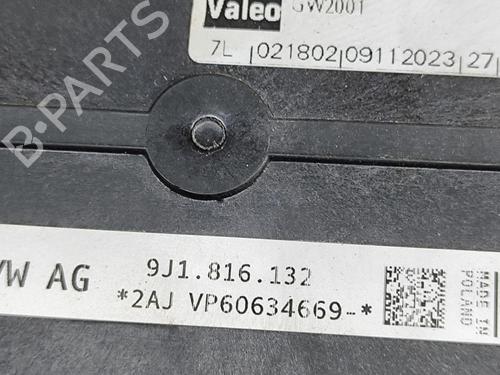 Valeo GW2001
7L 021802 09112023 27
B-PARTS
VW AG 9J1.816.132
*2AJ VP60634669-*
MADE IN
POLAND